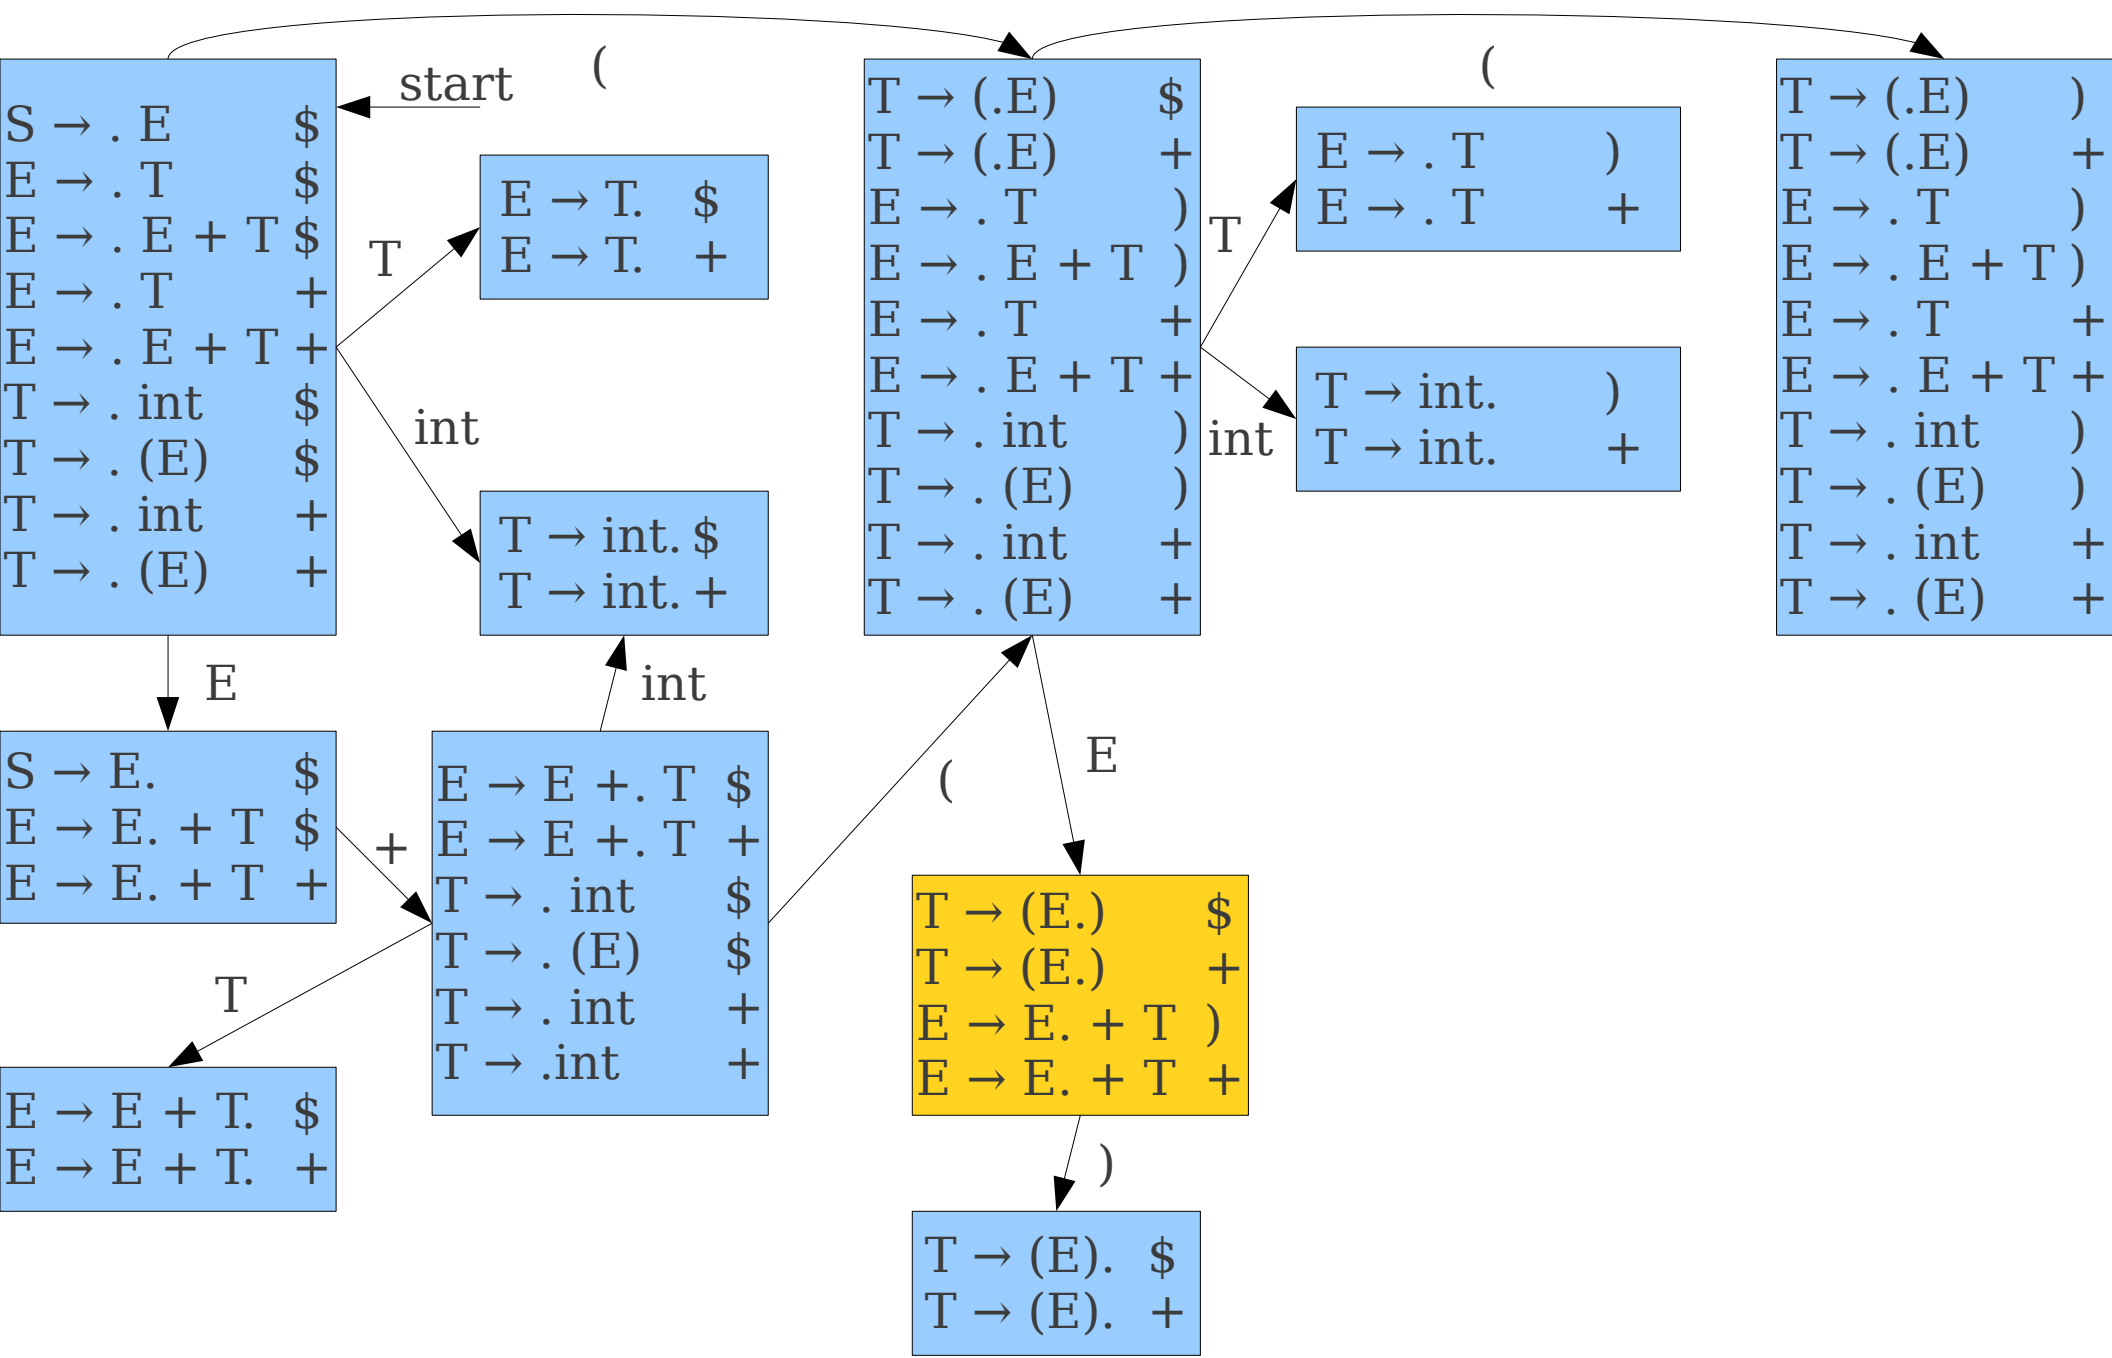 start
(
(
S → . E $
E → . T $
E → . E + T $
E → . T +
E → . E + T +
T → . int $
T → . (E) $
T → . int +
T → . (E) +
T
E → T. $
E → T. +
int
T → int. $
T → int. +
T → (.E) $
T → (.E) +
E → . T )
E → . E + T )
E → . T +
E → . E + T +
T → . int )
T → . (E) )
T → . int +
T → . (E) +
T
E → . T )
E → . T +
int
T → int. )
T → int. +
T → (.E) )
T → (.E) +
E → . T )
E → . E + T )
E → . T +
E → . E + T +
T → . int )
T → . (E) )
T → . int +
T → . (E) +
E
int
S → E. $
E → E. + T $
E → E. + T +
+
E → E +. T $
E → E +. T +
T → . int $
T → . (E) $
T → . int +
T → .int +
(
E
T
E → E + T. $
E → E + T. +
T → (E.) $
T → (E.) +
E → E. + T )
E → E. + T +
)
T → (E). $
T → (E). +